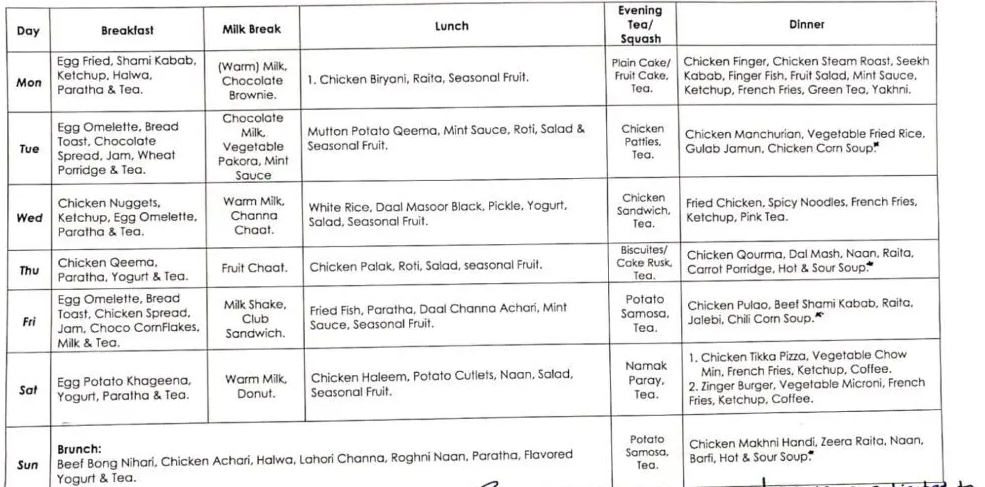 Day Breakfast Milk Break Lunch Evening Tea/ Squash Dinner
Mon
Egg Fried, Shami Kabab,
Ketchup, Halwa,
Paratha & Tea.
(Warm) Milk,
Chocolate
Brownie.
1. Chicken Biryani, Raita, Seasonal Fruit.
Plain Cake/
Fruit Cake,
Tea.
Chicken Finger, Chicken Steam Roast, Seekh
Kabab, Finger Fish, Fruit Salad, Mint Sauce,
Ketchup, French Fries, Green Tea, Yakhni.
Tue
Egg Omelette, Bread
Toast, Chocolate
Spread, Jam, Wheat
Porridge & Tea.
Chocolate
Milk,
Vegetable
Pakora, Mint
Sauce
Mutton Potato Qeema, Mint Sauce, Roti, Salad &
Seasonal Fruit.
Chicken
Patties,
Tea.
Chicken Manchurian, Vegetable Fried Rice,
Gulab Jamun, Chicken Corn Soup.*
Wed
Chicken Nuggets,
Ketchup, Egg Omelette,
Paratha & Tea.
Warm Milk,
Channa
Chaat.
White Rice, Daal Masoor Black, Pickle, Yogurt,
Salad, Seasonal Fruit.
Chicken
Sandwich,
Tea.
Fried Chicken, Spicy Noodles, French Fries,
Ketchup, Pink Tea.
Thu
Chicken Qeema,
Paratha, Yogurt & Tea.
Fruit Chaat.
Chicken Palak, Roti, Salad, seasonal Fruit.
Biscuites/
Cake Rusk,
Tea.
Chicken Qourma, Dal Mash, Naan, Raita,
Carrot Porridge, Hot & Sour Soup.*
Fri
Egg Omelette, Bread
Toast, Chicken Spread,
Jam, Choco CornFlakes,
Milk & Tea.
Milk Shake,
Club
Sandwich.
Fried Fish, Paratha, Daal Channa Achari, Mint
Sauce, Seasonal Fruit.
Potato
Samosa,
Tea.
Chicken Pulao, Beef Shami Kabab, Raita,
Jalebi, Chili Corn Soup.*
Sat
Egg Potato Khageena,
Yogurt, Paratha & Tea.
Warm Milk,
Donut.
Chicken Haleem, Potato Cutlets, Naan, Salad,
Seasonal Fruit.
Namak
Paray,
Tea.
1. Chicken Tikka Pizza, Vegetable Chow
Min, French Fries, Ketchup, Coffee.
2. Zinger Burger, Vegetable Microni, French
Fries, Ketchup, Coffee.
Sun
Brunch:
Beef Bong Nihari, Chicken Achari, Halwa, Lahori Channa, Roghni Naan, Paratha, Flavored
Yogurt & Tea.
Potato
Samosa,
Tea.
Chicken Makhni Handi, Zeera Raita, Naan,
Barfi, Hot & Sour Soup.*